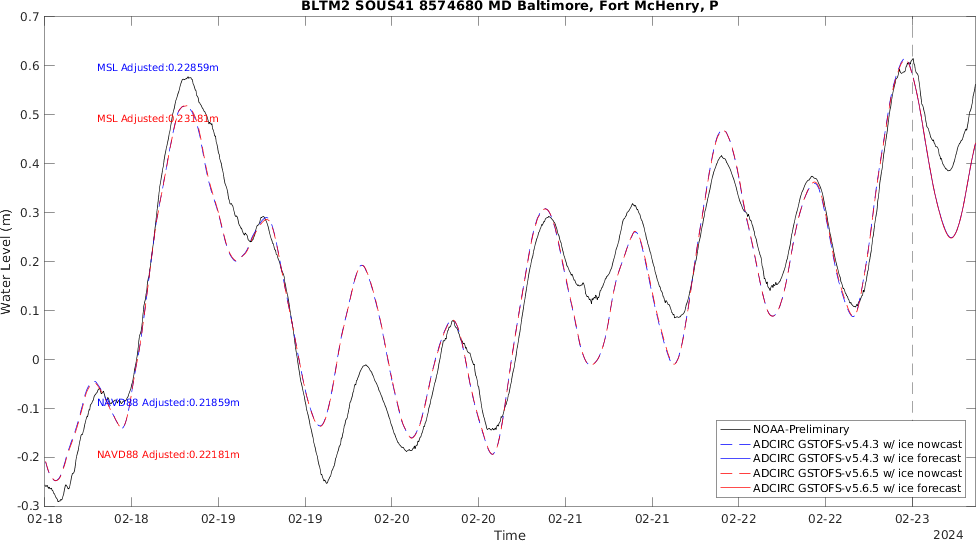 BLTM2 SOUS41 8574680 MD Baltimore, Fort McHenry, P
0.7
0.6
0.5
0.4
0.3
0.2
0.1
0
-0.1
-0.2
-0.3
Water Level (m)
MSL Adjusted:0.22859m
MSL Adjusted:0.23181m
NAVD88 Adjusted:0.21859m
NAVD88 Adjusted:0.22181m
NOAA-Preliminary
ADCIRC GSTOFS-v5.4.3 w/ ice nowcast
ADCIRC GSTOFS-v5.4.3 w/ ice forecast
ADCIRC GSTOFS-v5.6.5 w/ ice nowcast
ADCIRC GSTOFS-v5.6.5 w/ ice forecast
02-18 02-18 02-19 02-19 02-20 02-20 02-21 02-21 02-22 02-22 02-23
Time
2024